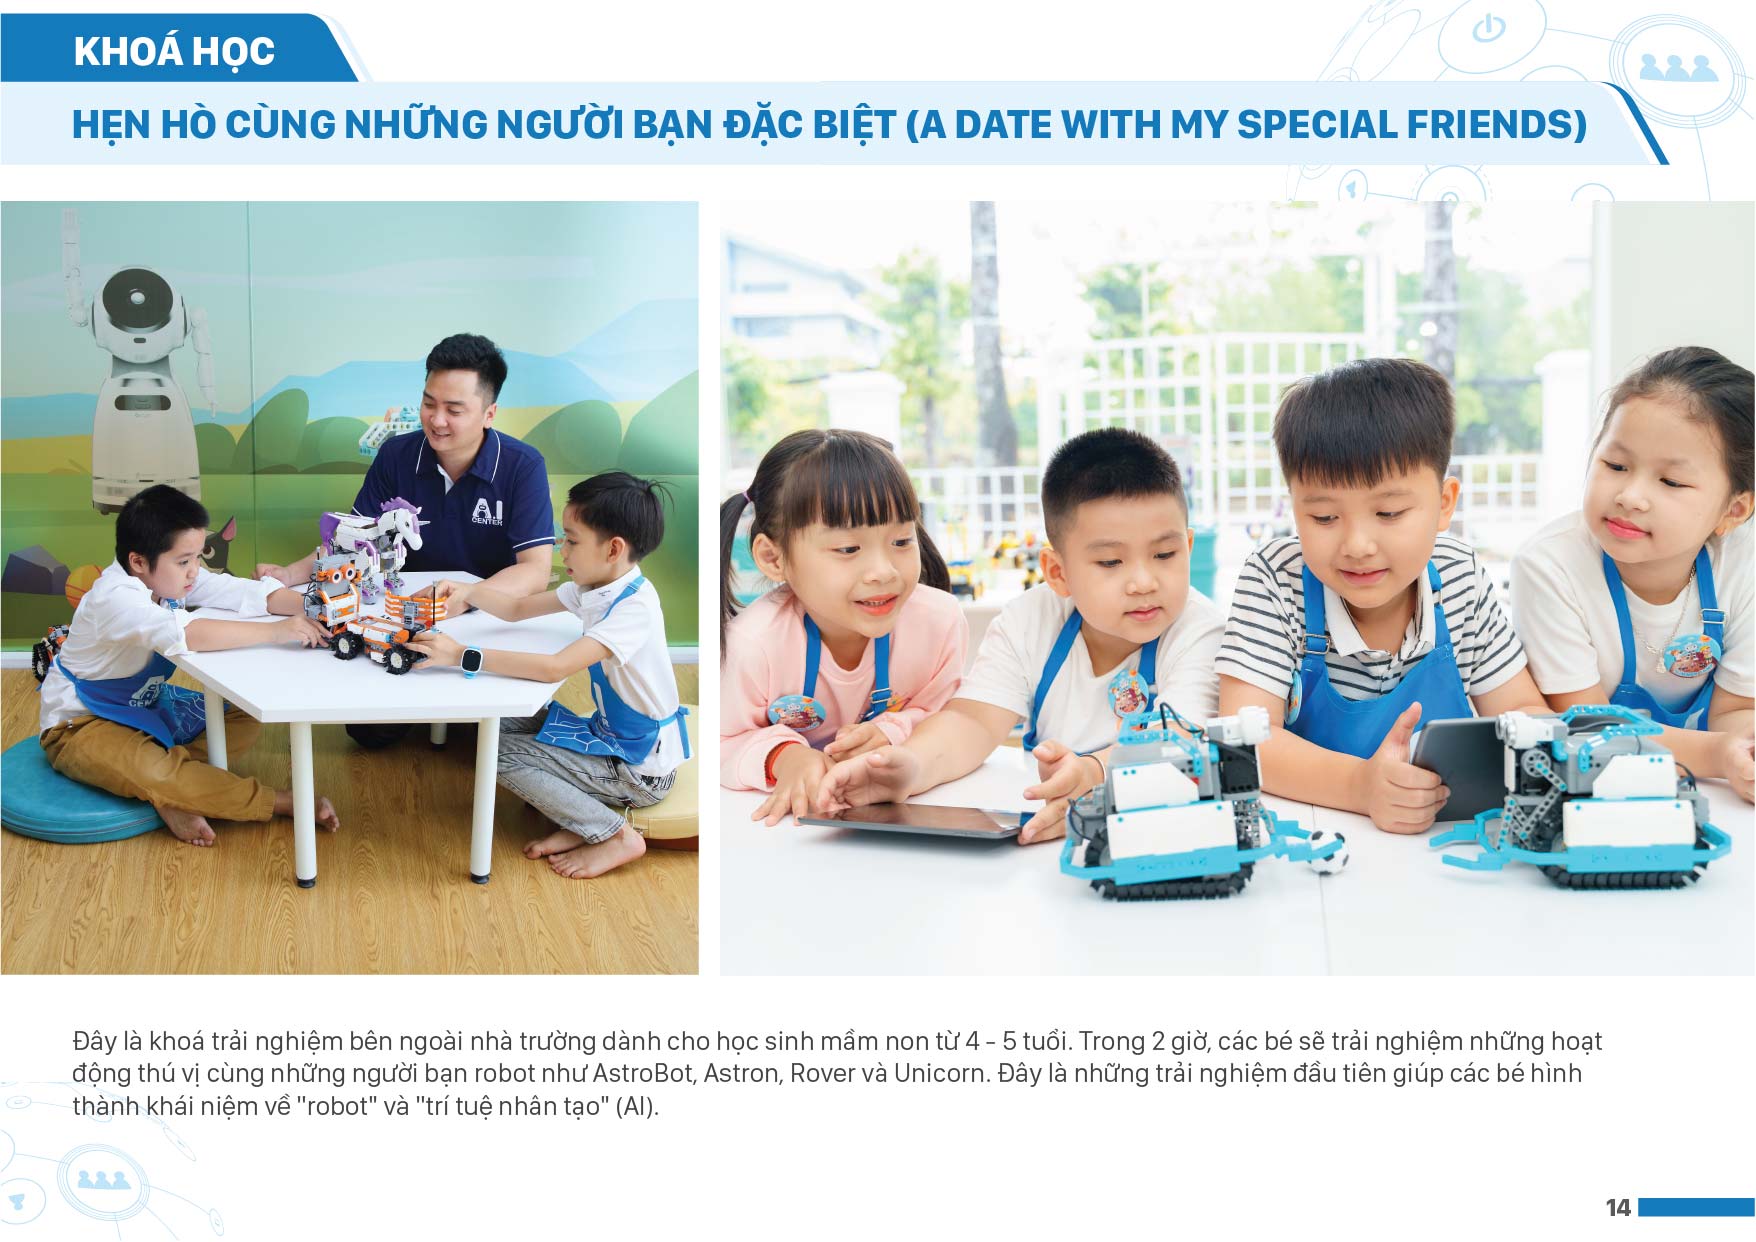 KHOÁ HỌC
HẸN HÒ CÙNG NHỮNG NGƯỜI BẠN ĐẶC BIỆT (A DATE WITH MY SPECIAL FRIENDS)
A.I
CENTER
Đây là khoá trải nghiệm bên ngoài nhà trường dành cho học sinh mầm non từ 4 - 5 tuổi. Trong 2 giờ, các bé sẽ trải nghiệm những hoạt
động thú vị cùng những người bạn robot như AstroBot, Astron, Rover và Unicorn. Đây là những trải nghiệm đầu tiên giúp các bé hình
thành khái niệm về "robot" và "trí tuệ nhân tạo" (AI).
14